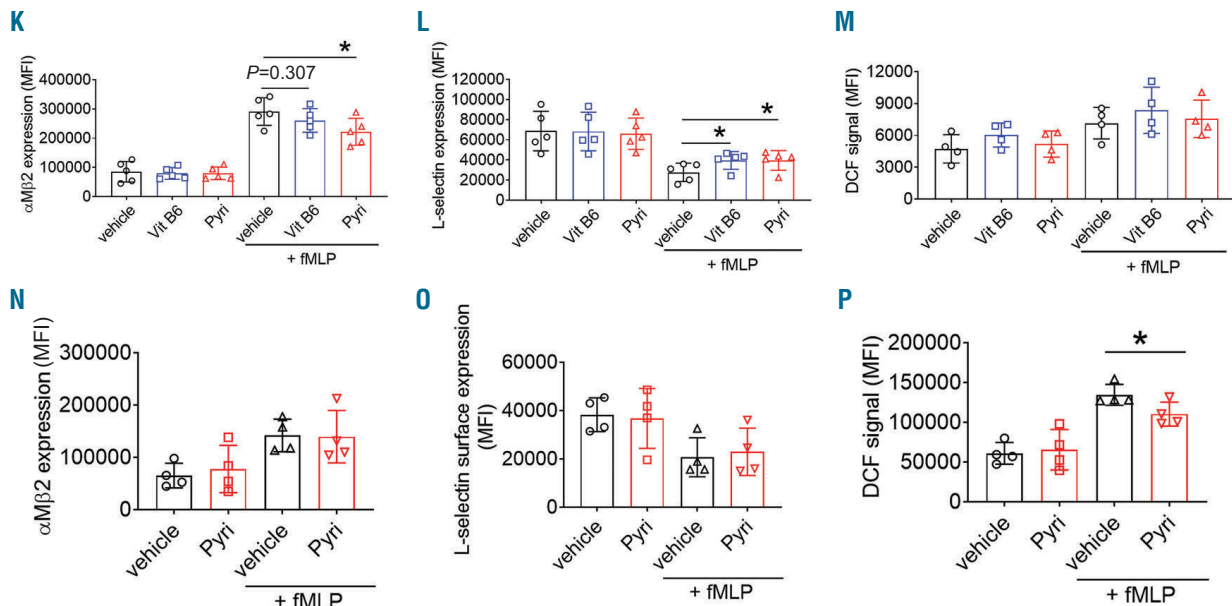 K
αMβ2 expression (MFI)
400000
300000
200000
100000
0
P=0.307
*
vehicle
Vit B6
Pyri
vehicle
Vit B6
Pyri
+ fMLP
L
L-selectin expression (MFI)
120000
100000
80000
60000
40000
20000
0
*
*
vehicle
Vit B6
Pyri
vehicle
Vit B6
Pyri
+ fMLP
M
DCF signal (MFI)
12000
9000
6000
3000
0
vehicle
Vit B6
Pyri
vehicle
Vit B6
Pyri
+ fMLP
N
αMβ2 expression (MFI)
300000
200000
100000
0
vehicle
Pyri
vehicle
Pyri
+ fMLP
O
L-selectin surface expression
(MFI)
60000
40000
20000
0
vehicle
Pyri
vehicle
Pyri
+ fMLP
P
DCF signal (MFI)
200000
150000
100000
50000
0
*
vehicle
Pyri
vehicle
Pyri
+ fMLP